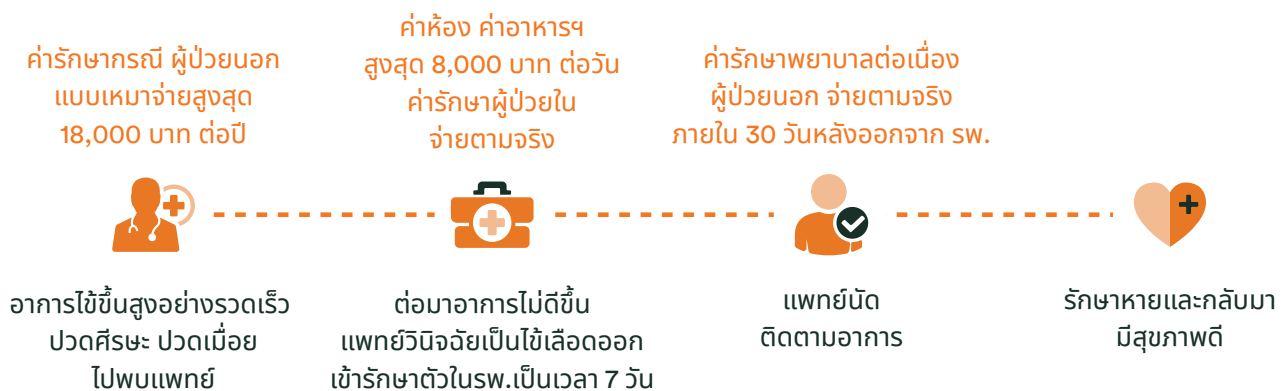 ค่ารักษากรณี ผู้ป่วยนอก
แบบเหมาจ่ายสูงสุด
18,000 บาท ต่อปี
ค่าห้อง ค่าอาหารฯ
สูงสุด 8,000 บาท ต่อวัน
ค่ารักษาผู้ป่วยใน
จ่ายตามจริง
ค่ารักษาพยาบาลต่อเนื่อง
ผู้ป่วยนอก จ่ายตามจริง
ภายใน 30 วันหลังออกจาก รพ.
อาการไข้ขึ้นสูงอย่างรวดเร็ว
ปวดศีรษะ ปวดเมื่อย
ไปพบแพทย์
ต่อมาอาการไม่ดีขึ้น
แพทย์วินิจฉัยเป็นไข้เลือดออก
เข้ารักษาตัวในรพ.เป็นเวลา 7 วัน
แพทย์นัด
ติดตามอาการ
รักษาหายและกลับมา
มีสุขภาพดี